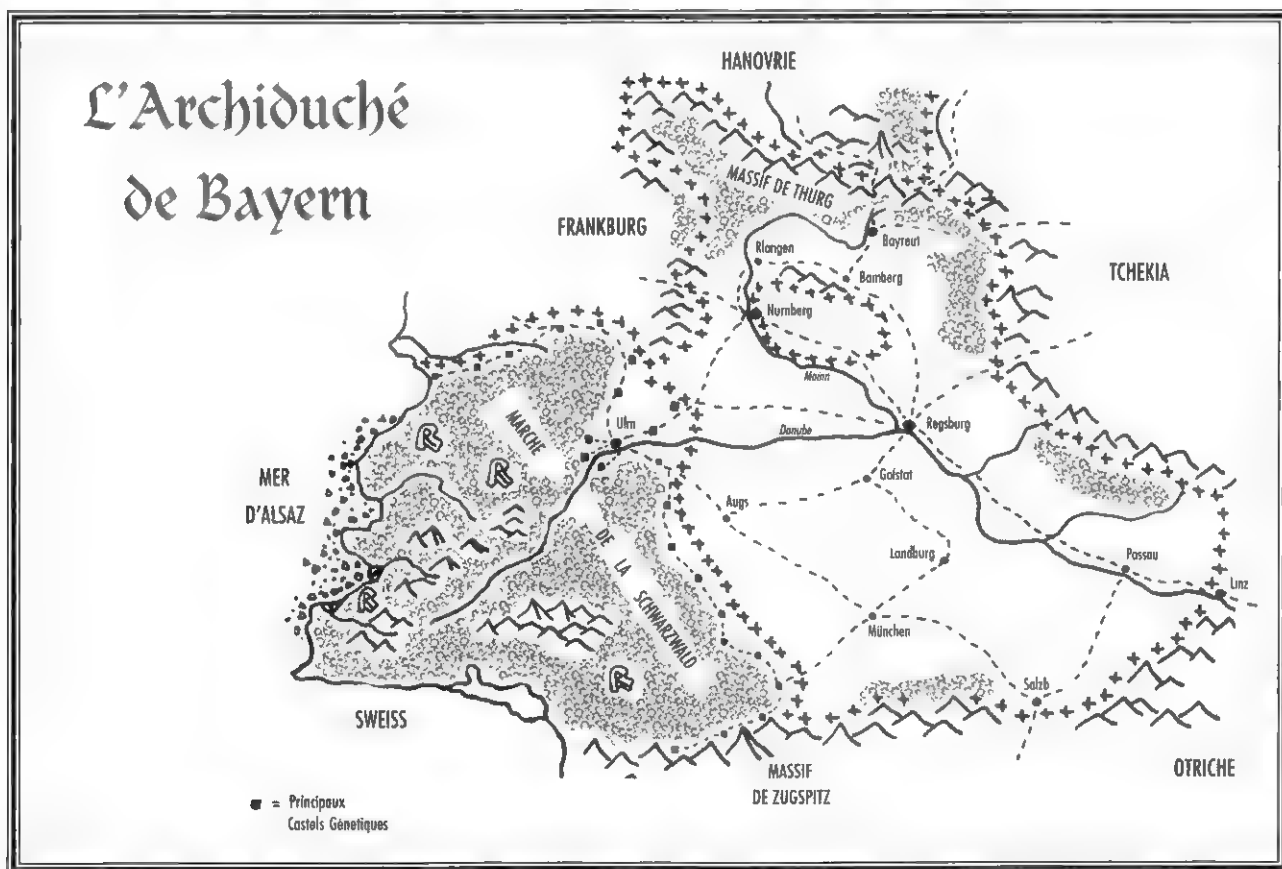 L'Archiduché
de Bayern
HANOVRIE
MASSIF DE THURG
FRANKBURG
Bayreut
Rlangen
Bamberg
TCHEKIA
Nurnberg
Mainn
Ulm
Danube
Regsburg
MARCHE
R
R
Gofstat
MER
D'ALSAZ
Augs
DE LA
Landburg
Passau
Linz
R
SCHWARZWALD
München
R
Salzb
SWEISS
OTRICHE
MASSIF
DE ZUGSPITZ
= Principaux
Castels Génetiques